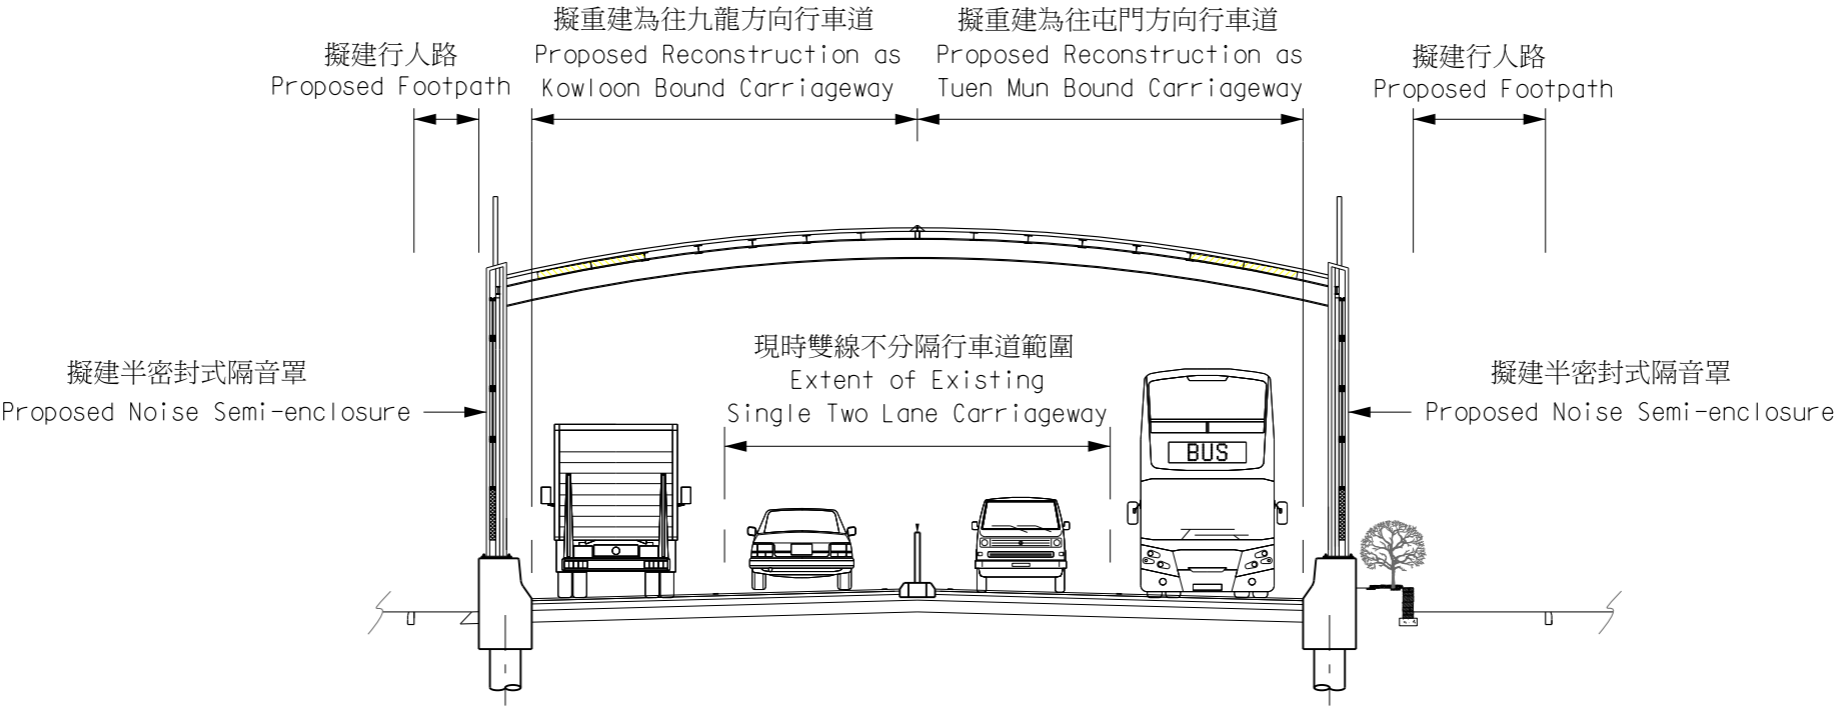 擬建行人路
Proposed Footpath
擬重建為往九龍方向行車道
Proposed Reconstruction as
Kowloon Bound Carriageway
擬重建為往屯門方向行車道
Proposed Reconstruction as
Tuen Mun Bound Carriageway
擬建行人路
Proposed Footpath
擬建半密封式隔音罩
Proposed Noise Semi-enclosure
現時雙線不分隔行車道範圍
Extent of Existing
Single Two Lane Carriageway
擬建半密封式隔音罩
Proposed Noise Semi-enclosure
BUS